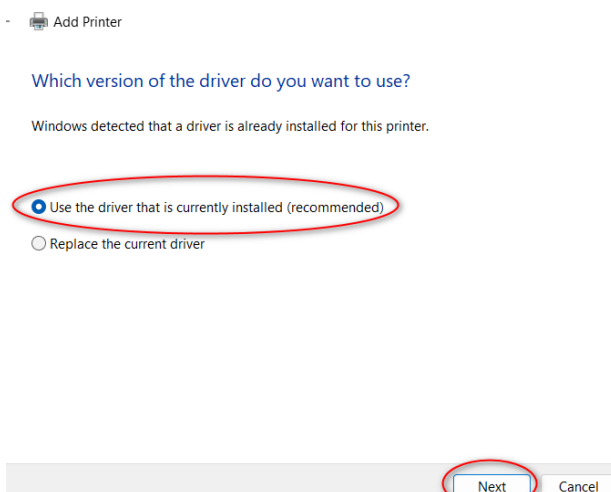 Add Printer
Which version of the driver do you want to use?
Windows detected that a driver is already installed for this printer.
Use the driver that is currently installed (recommended)
Replace the current driver
Next Cancel